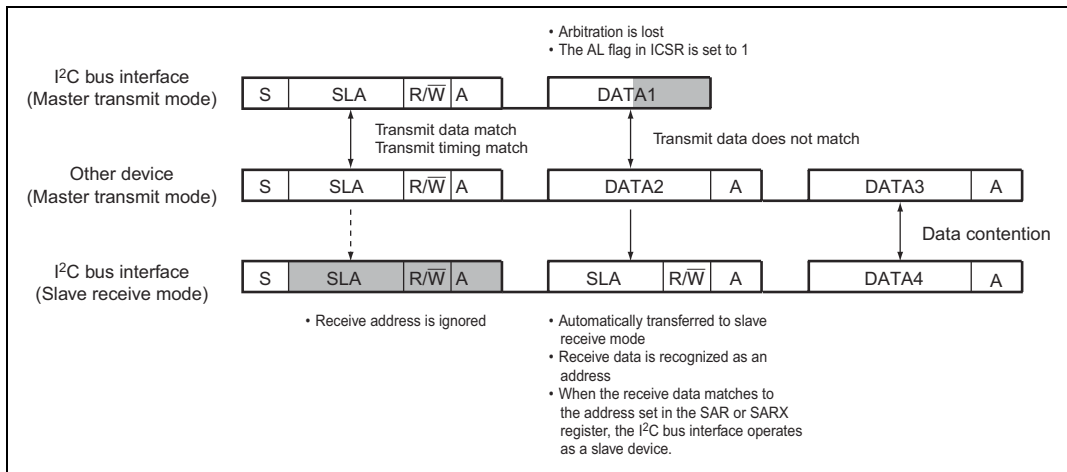 • Arbitration is lost
• The AL flag in ICSR is set to 1
I²C bus interface
(Master transmit mode)
S SLA R/W̅ A DATA1
Transmit data match
Transmit timing match
Transmit data does not match
Other device
(Master transmit mode)
S SLA R/W̅ A DATA2 A DATA3 A
Data contention
I²C bus interface
(Slave receive mode)
S SLA R/W̅ A SLA R/W̅ A DATA4 A
• Receive address is ignored
• Automatically transferred to slave
receive mode
• Receive data is recognized as an
address
• When the receive data matches to
the address set in the SAR or SARX
register, the I²C bus interface operates
as a slave device.